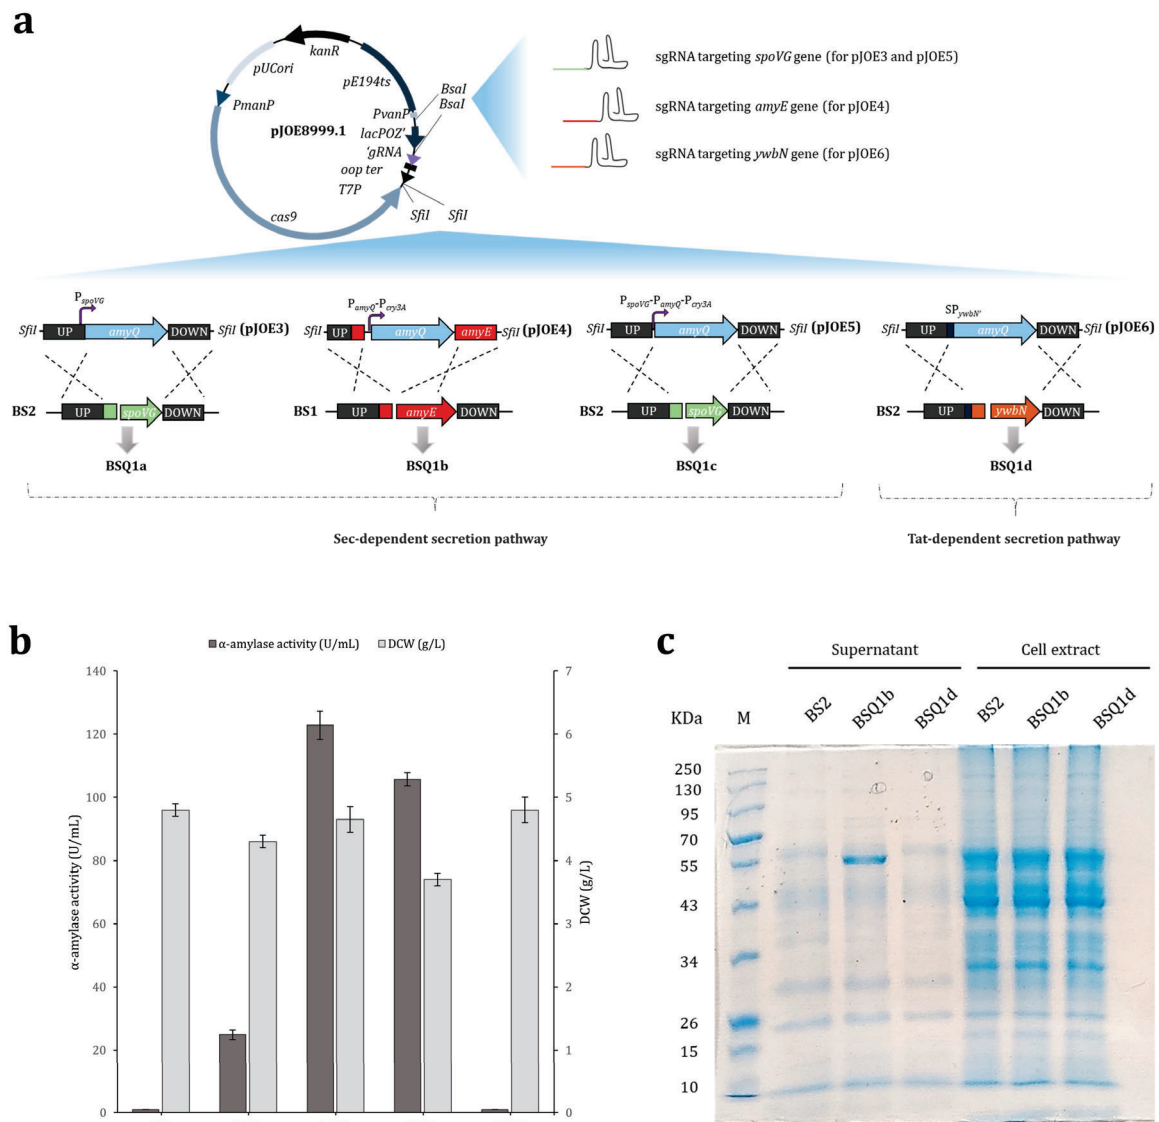 a
kanR
pUCori
pE194ts
BsaI
BsaI
PmanP
PvanP
pJOE8999.1
lacPOZ'
'gRNA
oop ter
T7P
cas9
SfiI
SfiI
sgRNA targeting spoVG gene (for pJOE3 and pJOE5)
sgRNA targeting amyE gene (for pJOE4)
sgRNA targeting ywbN gene (for pJOE6)
PspoVG
SfiI UP amyQ DOWN SfiI (pJOE3)
BS2 UP spoVG DOWN
BSQ1a
PamyQ-Pcry3A
SfiI UP amyQ amyE SfiI (pJOE4)
BS1 UP amyE DOWN
BSQ1b
PspoVG-PamyQ-Pcry3A
SfiI UP amyQ DOWN SfiI (pJOE5)
BS2 UP spoVG DOWN
BSQ1c
SPywbN'
SfiI UP amyQ DOWN SfiI (pJOE6)
BS2 UP ywbN DOWN
BSQ1d
Sec-dependent secretion pathway
Tat-dependent secretion pathway
b
α-amylase activity (U/mL) DCW (g/L)
140
120
100
80
60
40
20
0
α-amylase activity (U/mL)
7
6
5
4
3
2
1
0
DCW (g/L)
c
Supernatant Cell extract
KDa M BS2 BSQ1b BSQ1d BS2 BSQ1b BSQ1d
250
130
95
70
55
43
34
26
15
10